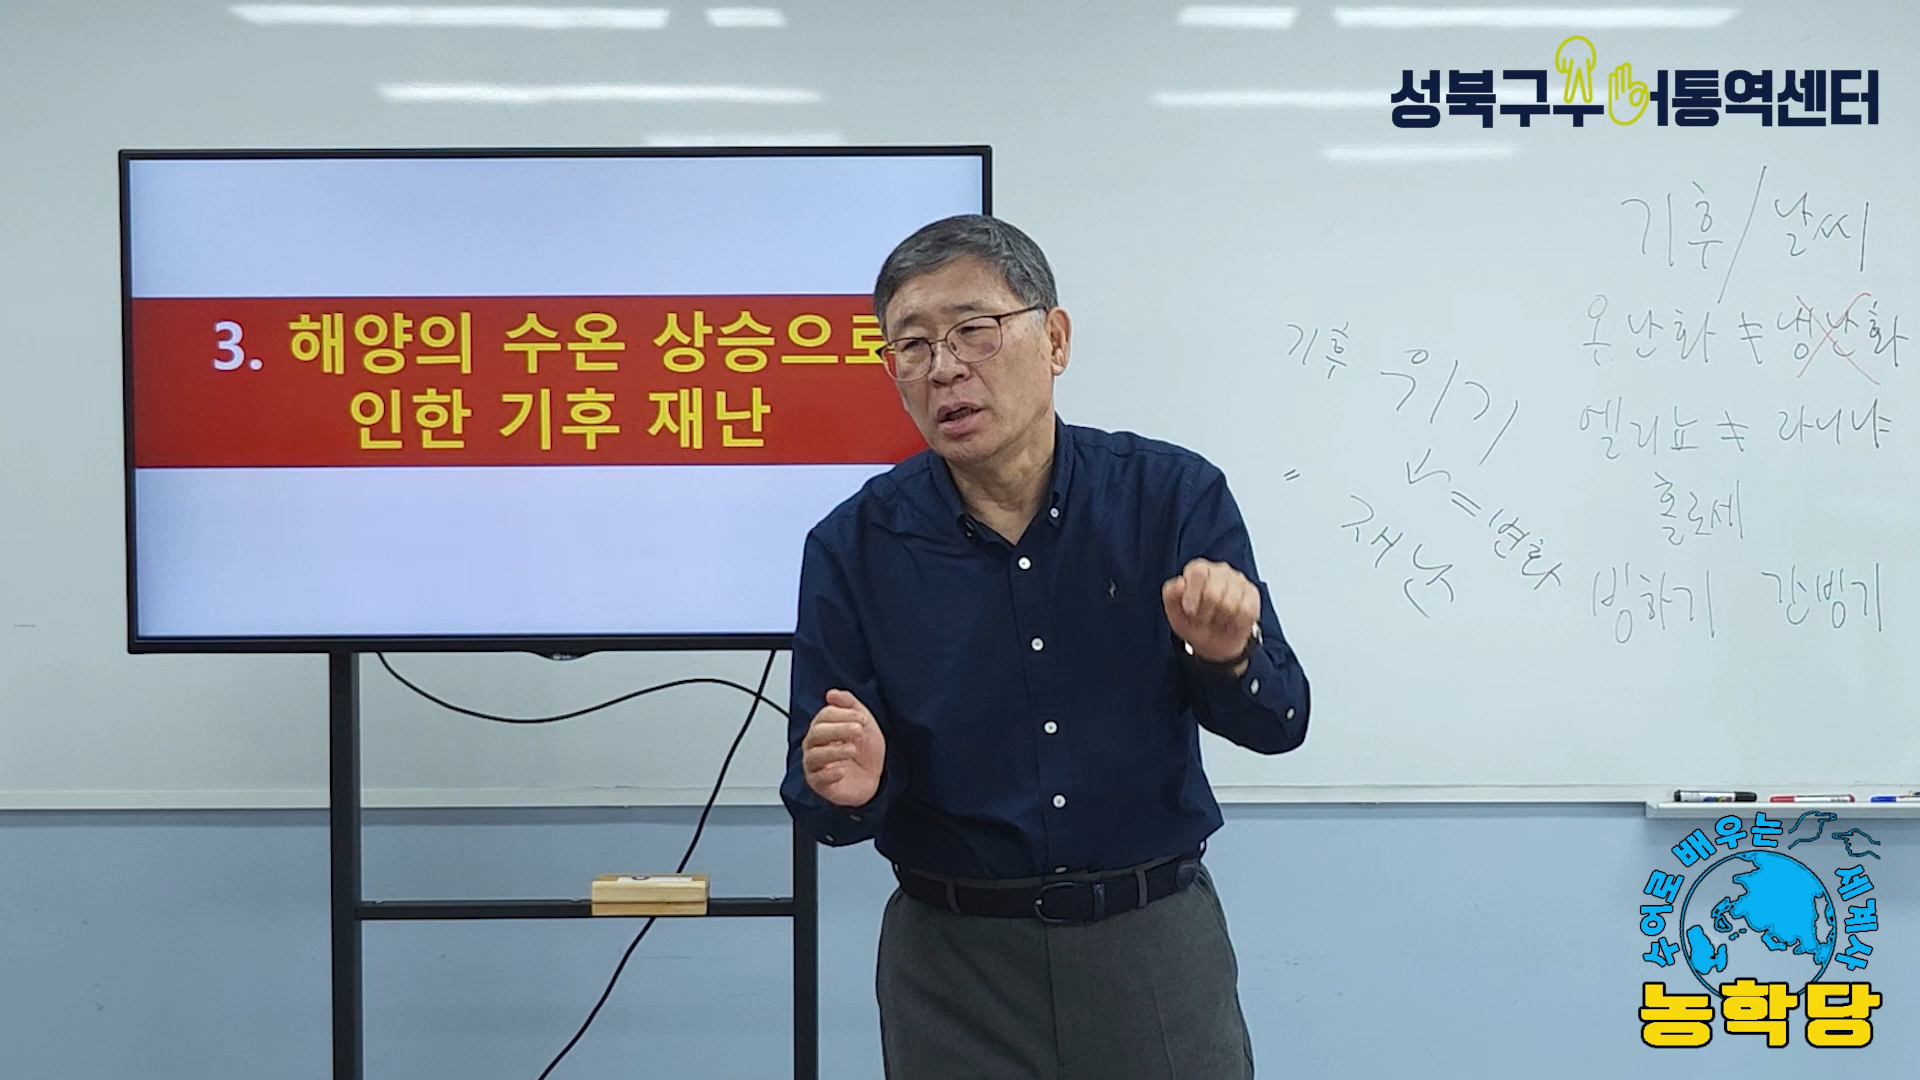 성북구수어통역센터
3. 해양의 수온 상승으로
인한 기후 재난
기후/날씨
온난화 ≠ 냉난화
엘리뇨 ≠ 라니냐
홀로세
빙하기 간빙기
기후 위기
= 변화
= 재난
수어로 배우는 세계사
농학당